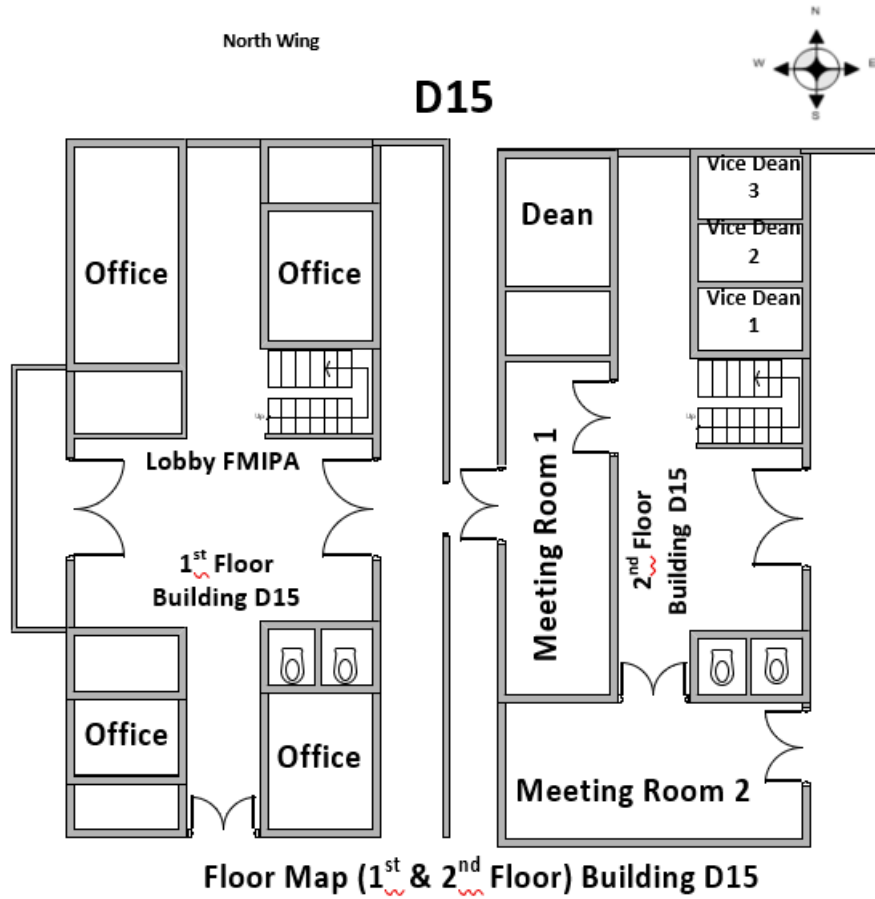 North Wing
N
W
E
S
D15
Office
Office
Up
Lobby FMIPA
1st Floor
Building D15
Office
Office
Dean
Vice Dean
3
Vice Dean
2
Vice Dean
1
Up
Meeting Room 1
2nd Floor
Building D15
Meeting Room 2
Floor Map (1st & 2nd Floor) Building D15